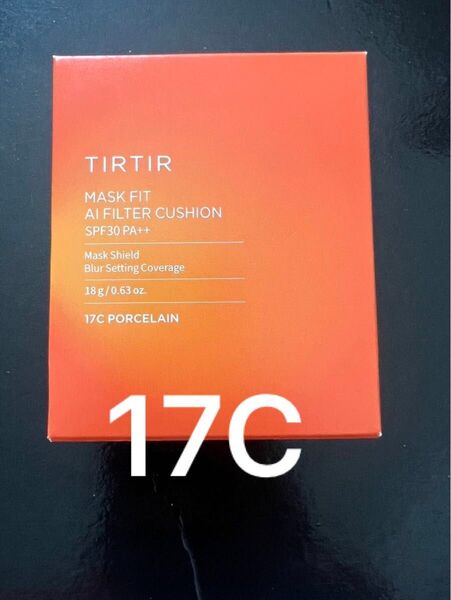 TIRTIR
MASK FIT
AI FILTER CUSHION
SPF30 PA++
Mask Shield
Blur Setting Coverage
18 g / 0.63 oz.
17C PORCELAIN
17C